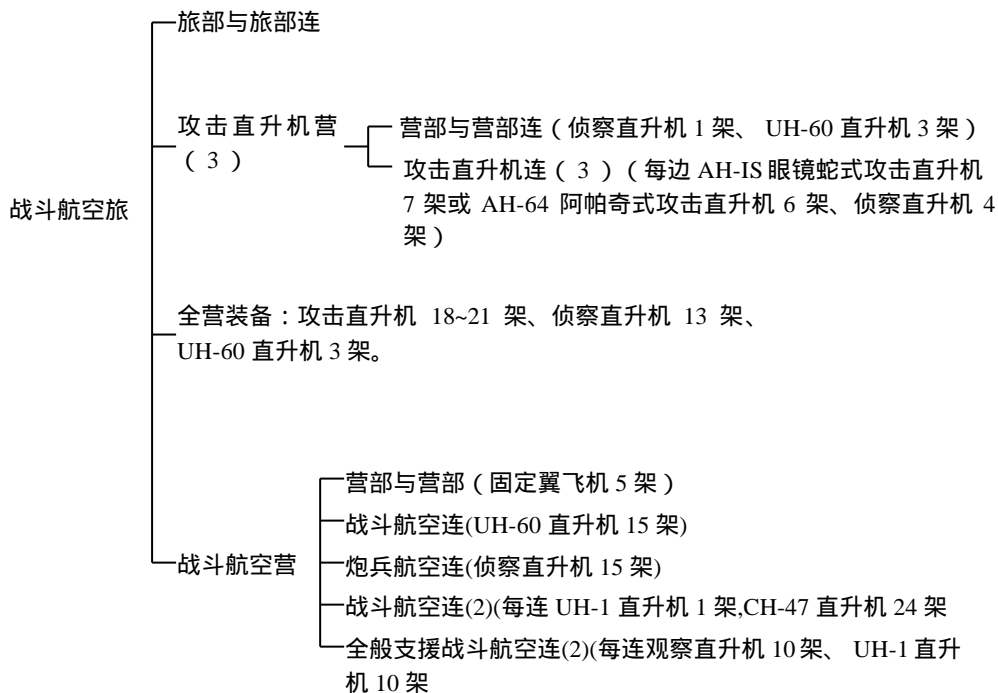 旅部与旅部连
攻击直升机营
（3）
营部与营部连（侦察直升机 1 架、 UH-60 直升机 3 架）
攻击直升机连（3）（每边 AH-IS 眼镜蛇式攻击直升机
7 架或 AH-64 阿帕奇式攻击直升机 6 架、侦察直升机 4
架）
战斗航空旅
全营装备：攻击直升机 18~21 架、侦察直升机 13 架、
UH-60 直升机 3 架。
营部与营部（固定翼飞机 5 架）
战斗航空连(UH-60 直升机 15 架)
战斗航空营
炮兵航空连(侦察直升机 15 架)
战斗航空连(2)(每连 UH-1 直升机 1 架,CH-47 直升机 24 架
全般支援战斗航空连(2)(每连观察直升机 10 架、 UH-1 直升
机 10 架